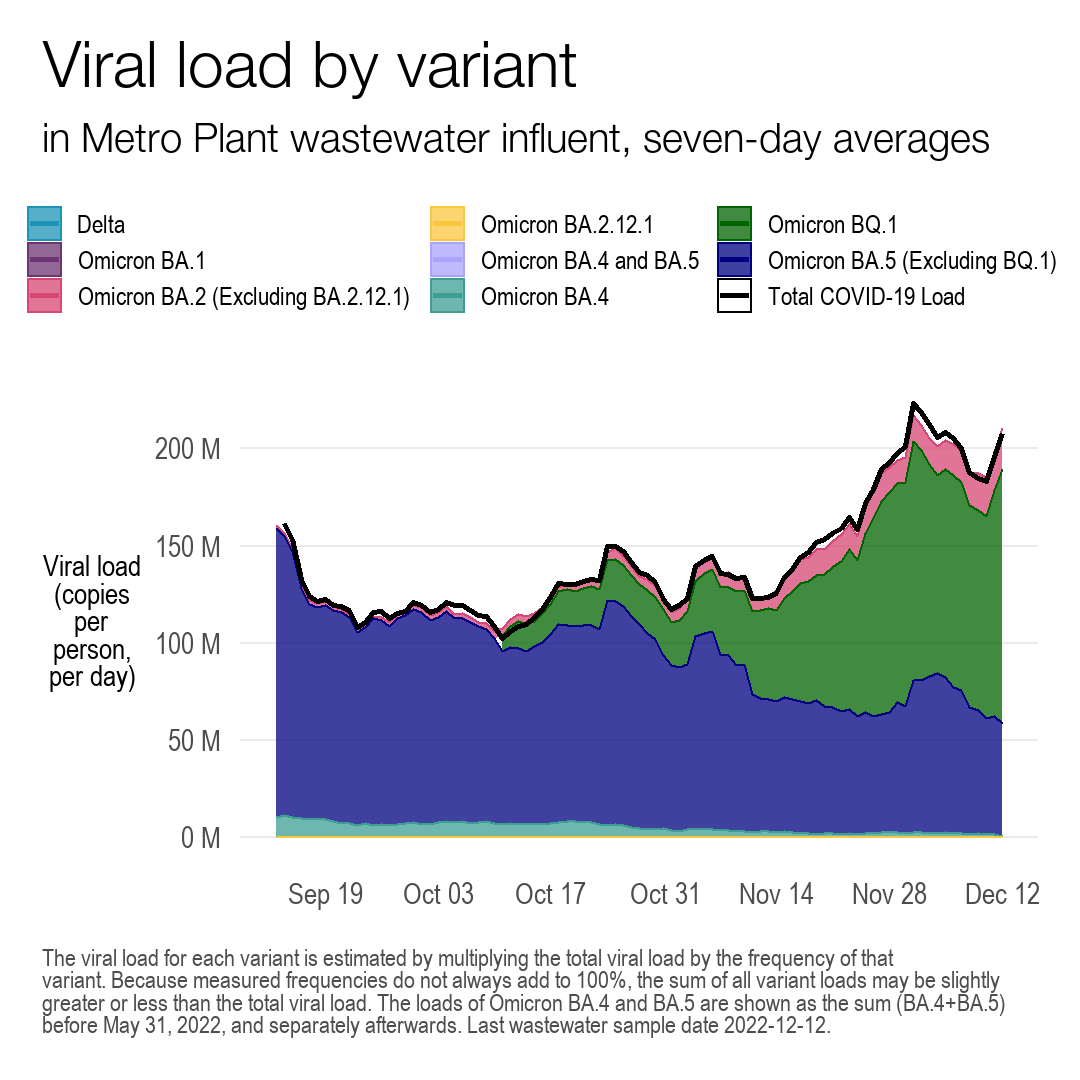 Viral load by variant
in Metro Plant wastewater influent, seven-day averages
Delta
Omicron BA.1
Omicron BA.2 (Excluding BA.2.12.1)
Omicron BA.2.12.1
Omicron BA.4 and BA.5
Omicron BA.4
Omicron BQ.1
Omicron BA.5 (Excluding BQ.1)
Total COVID-19 Load
Viral load
(copies
per
person,
per day)
200 M
150 M
100 M
50 M
0 M
Sep 19
Oct 03
Oct 17
Oct 31
Nov 14
Nov 28
Dec 12
The viral load for each variant is estimated by multiplying the total viral load by the frequency of that
variant. Because measured frequencies do not always add to 100%, the sum of all variant loads may be slightly
greater or less than the total viral load. The loads of Omicron BA.4 and BA.5 are shown as the sum (BA.4+BA.5)
before May 31, 2022, and separately afterwards. Last wastewater sample date 2022-12-12.